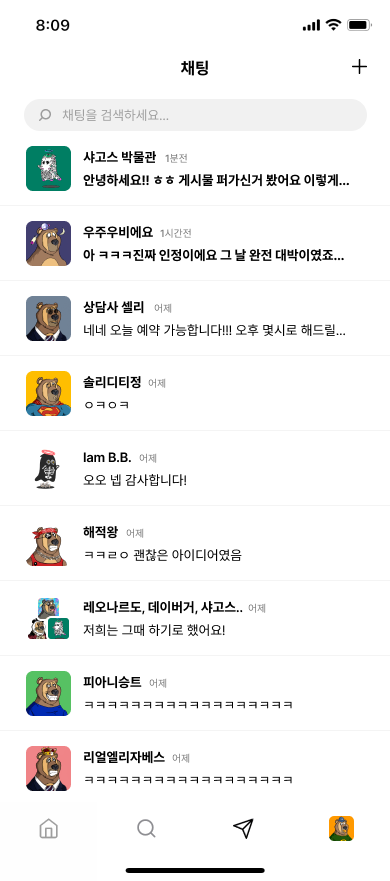 8:09
채팅
채팅을 검색하세요...
샤고스 박물관 1분전
안녕하세요!! ㅎㅎ 게시물 퍼가신거 봤어요 이렇게...
우주우비에요 1시간전
아 ㅋㅋㅋ진짜 인정이에요 그 날 완전 대박이였죠...
상담사 셀리 어제
네네 오늘 예약 가능합니다!!! 오후 몇시로 해드릴...
솔리디티정 어제
ㅇㅋㅇㅋ
Iam B.B. 어제
오오 넵 감사합니다!
해적왕 어제
ㅋㅋㄹㅇ 괜찮은 아이디어였음
레오나르도, 데이버거, 샤고스.. 어제
저희는 그때 하기로 했어요!
피아니승트 어제
ㅋㅋㅋㅋㅋㅋㅋㅋㅋㅋㅋㅋㅋㅋㅋㅋㅋㅋ
리얼엘리자베스 어제
ㅋㅋㅋㅋㅋㅋㅋㅋㅋㅋㅋㅋㅋㅋㅋㅋㅋㅋ